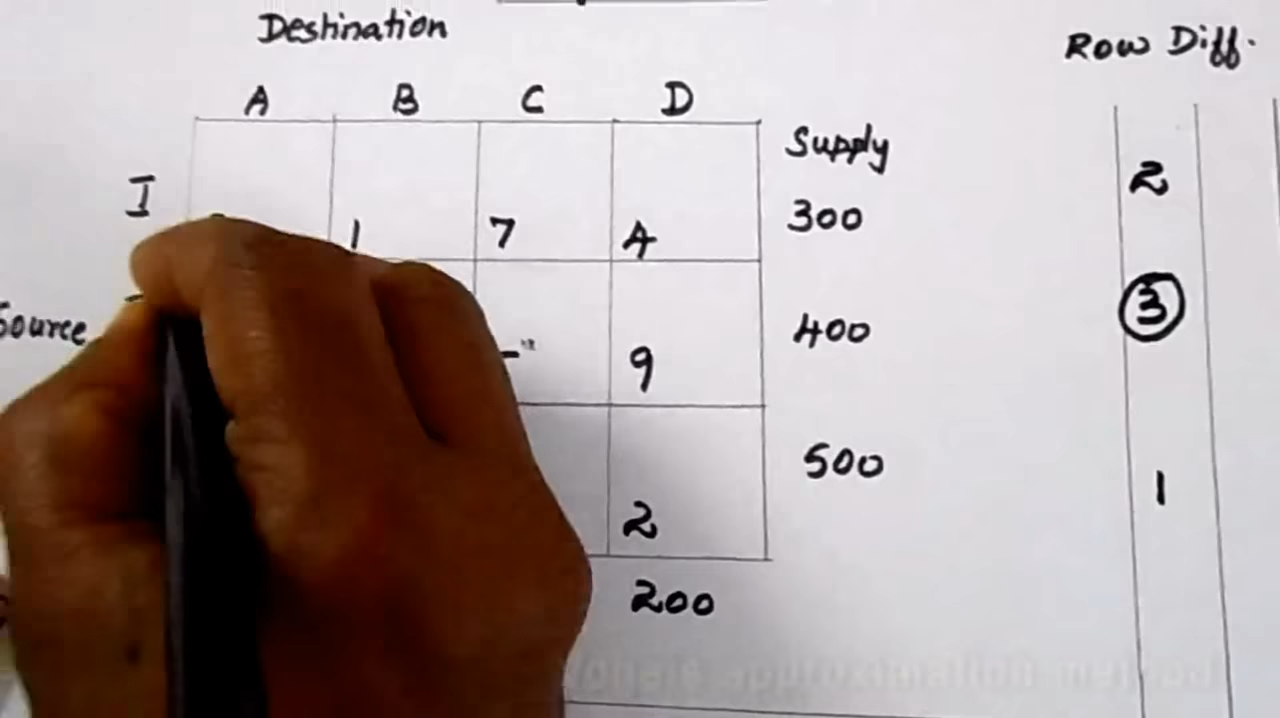 Destination
Row Diff.
A B C D
Supply
I
1 7 4 300 2
Source
9 400 3
2 500 1
200